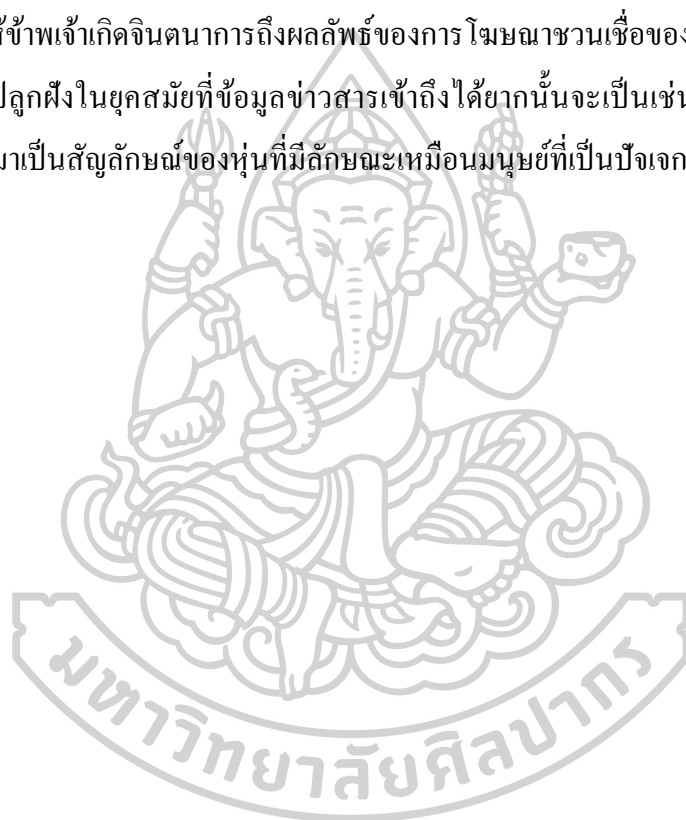 ห้ข้าพเจ้าเกิดจินตนาการถึงผลลัพธ์ของการโฆษณาชวนเชื่อของ
ปลูกฝังในยุคสมัยที่ข้อมูลข่าวสารเข้าถึงได้ยากนั้นจะเป็นเช่น
มาเป็นสัญลักษณ์ของหุ่นที่มีลักษณะเหมือนมนุษย์ที่เป็นปัจเจก
มหาวิทยาลัยศิลปากร